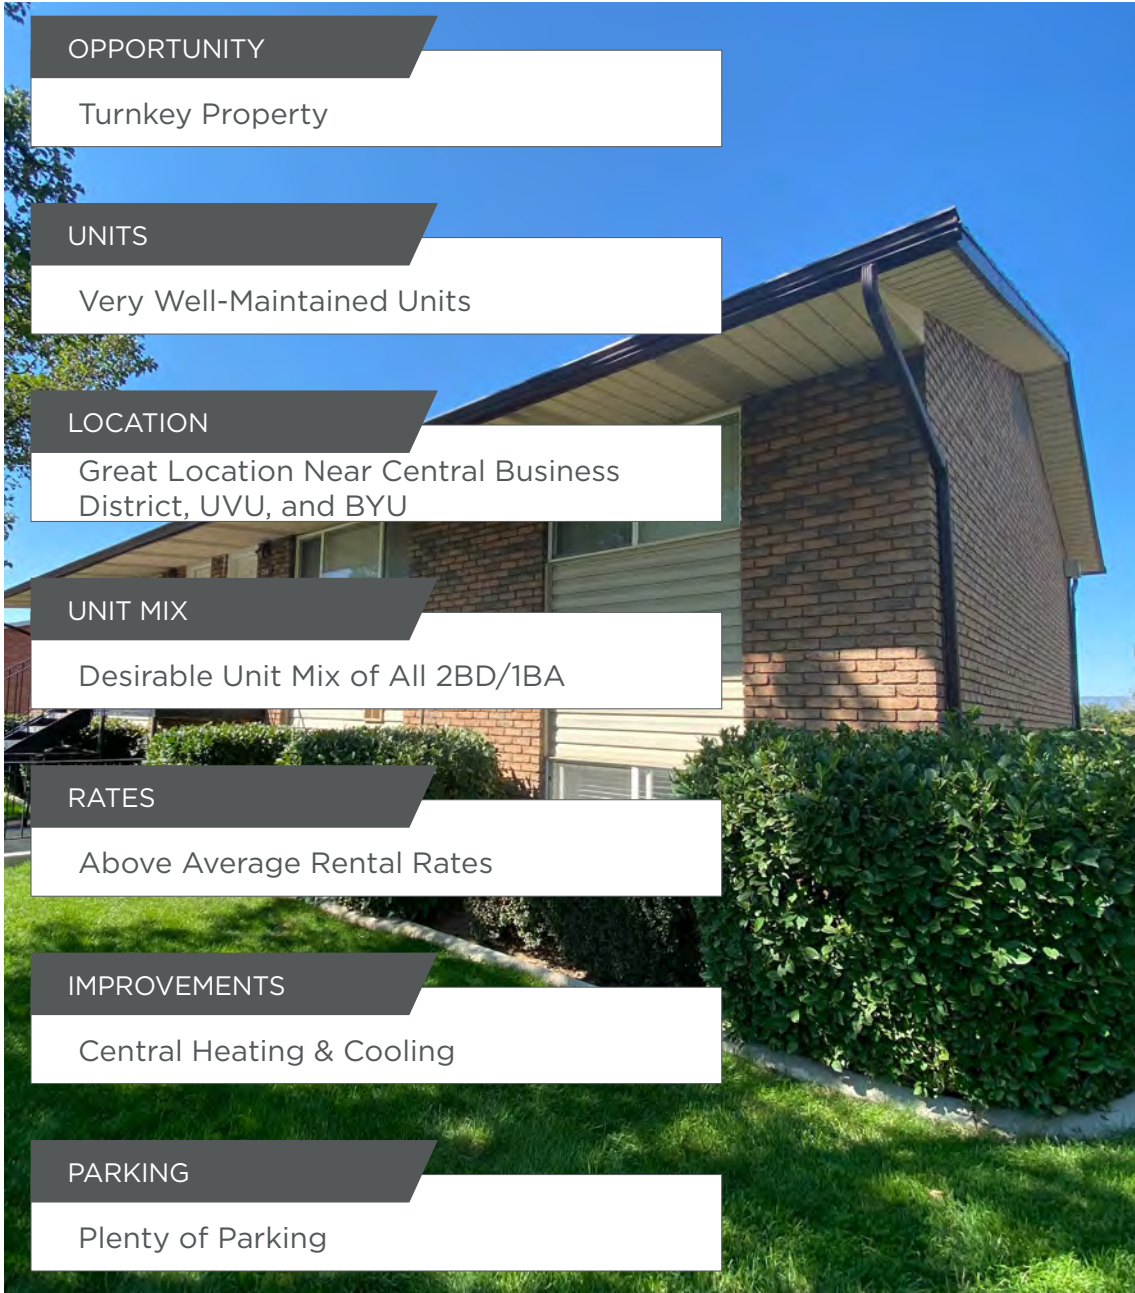 OPPORTUNITY
Turnkey Property
UNITS
Very Well-Maintained Units
LOCATION
Great Location Near Central Business
District, UVU, and BYU
UNIT MIX
Desirable Unit Mix of All 2BD/1BA
RATES
Above Average Rental Rates
IMPROVEMENTS
Central Heating & Cooling
PARKING
Plenty of Parking